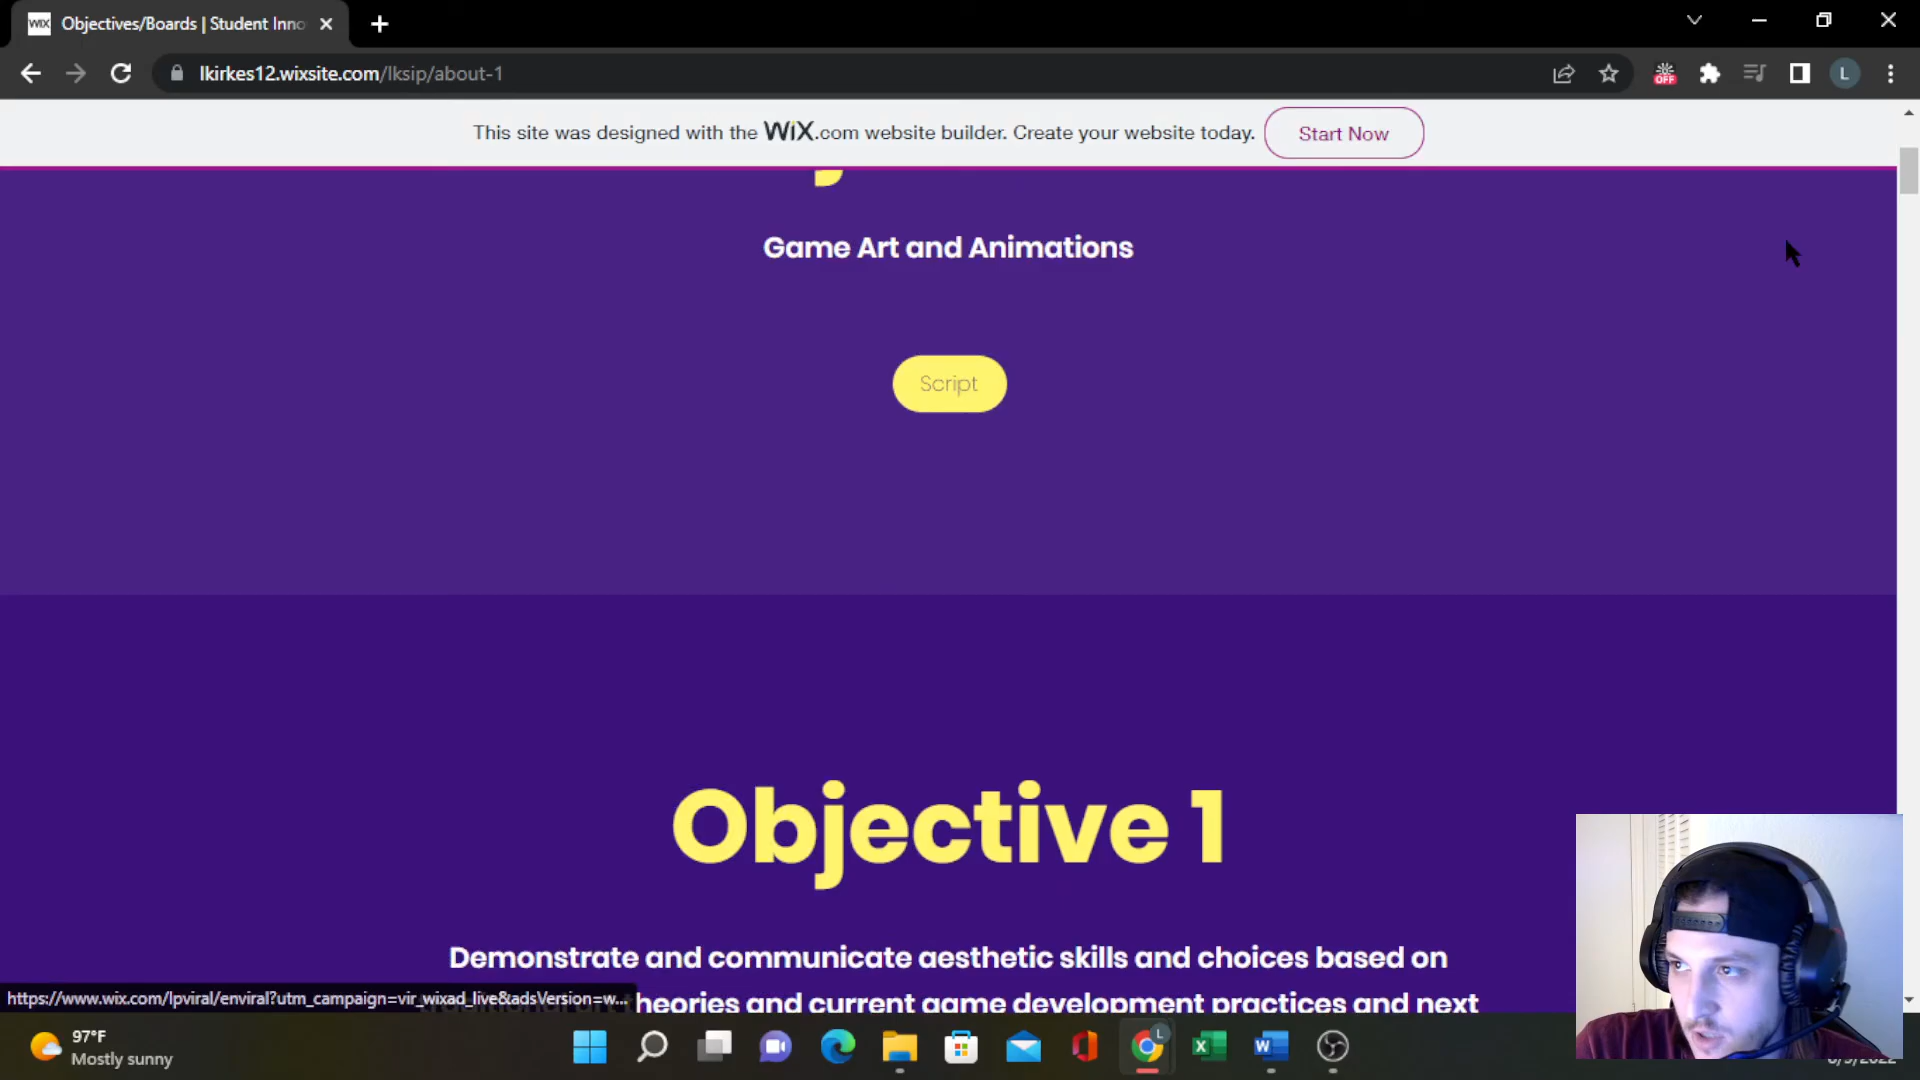 WiX Objectives/Boards | Student Inno
lkirkes12.wixsite.com/lksip/about-1
OFF
L
This site was designed with the WiX.com website builder. Create your website today.
Start Now
Game Art and Animations
Script
Objective 1
Demonstrate and communicate aesthetic skills and choices based on
heories and current game development practices and next
https://www.wix.com/lpviral/enviral?utm_campaign=vir_wixad_live&adsVersion=w...
97°F
Mostly sunny
L